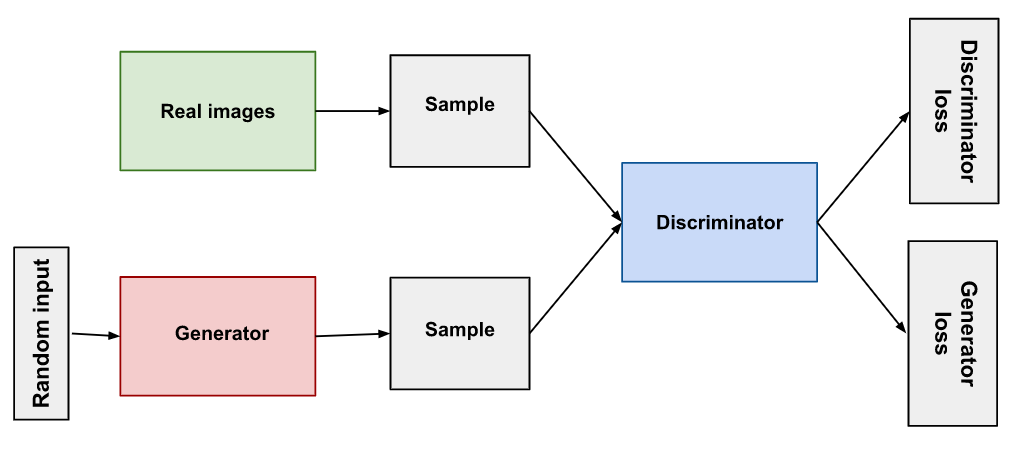 Real images
Sample
Discriminator
loss
Discriminator
Random input
Generator
Sample
Generator
loss